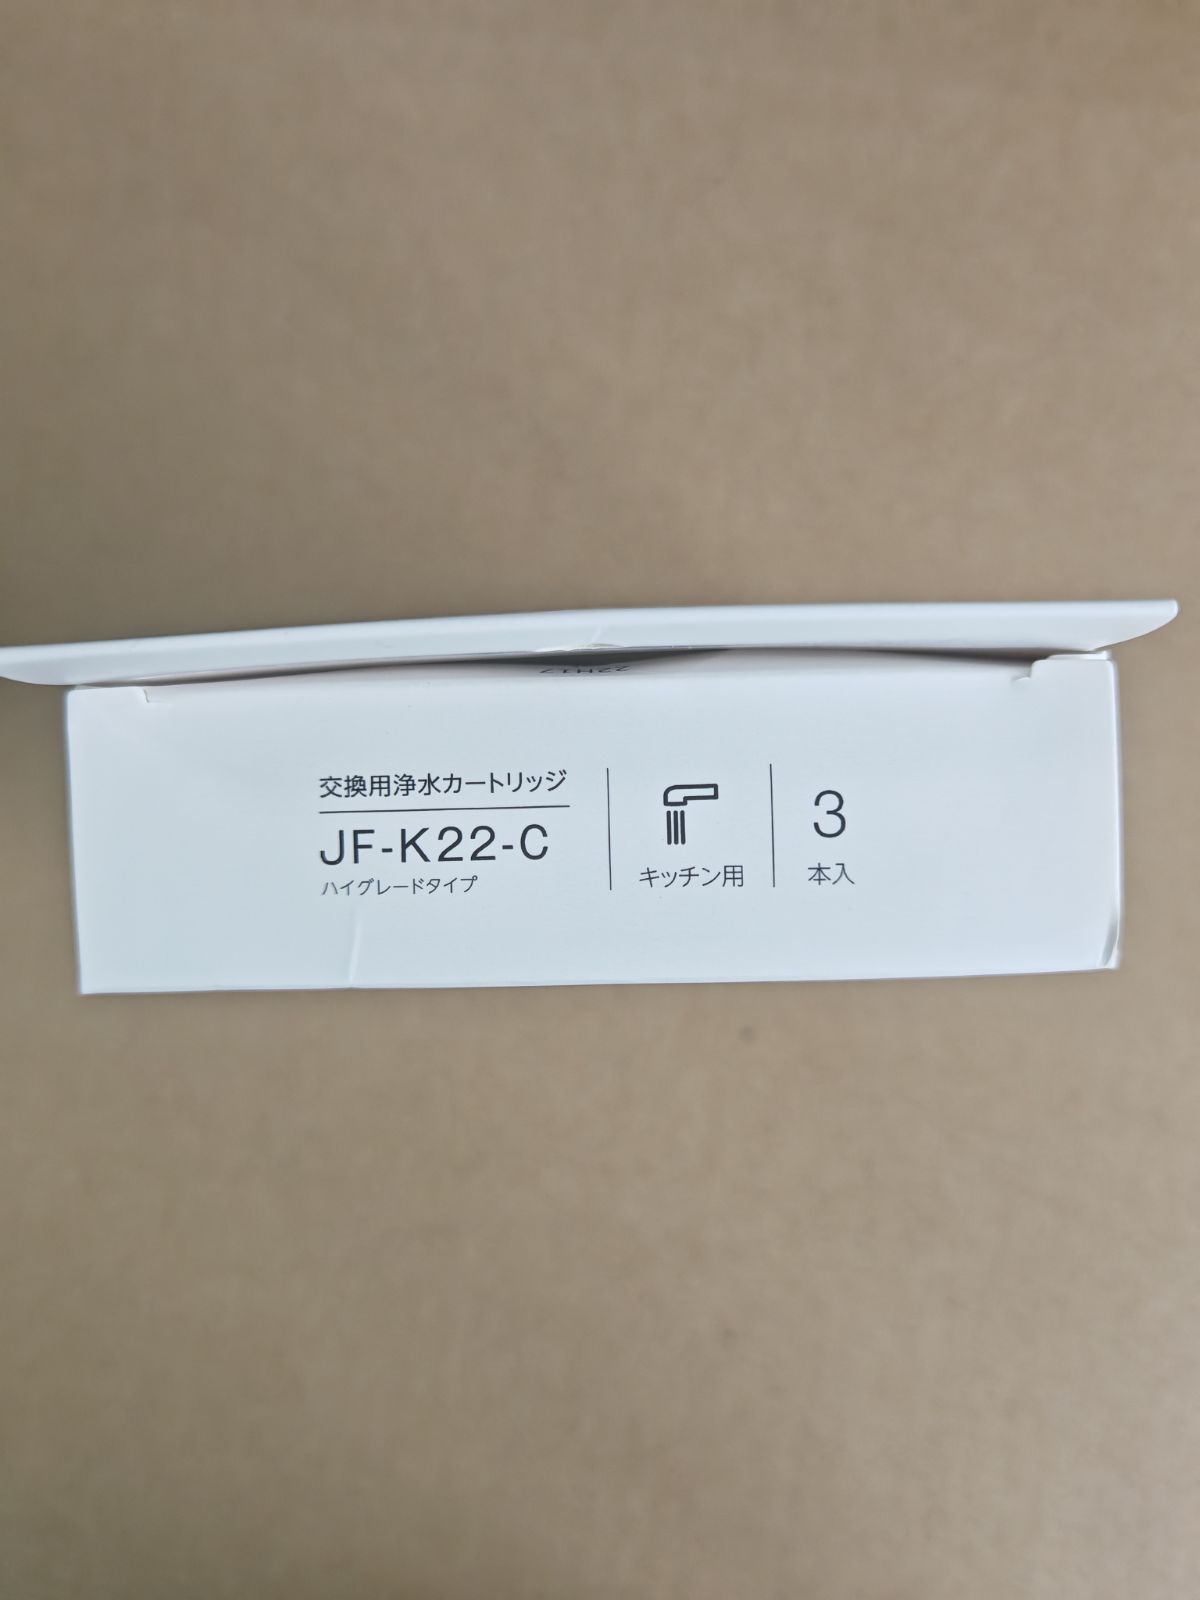 22H17
交換用浄水カートリッジ
JF-K22-C
ハイグレードタイプ
キッチン用
3
本入